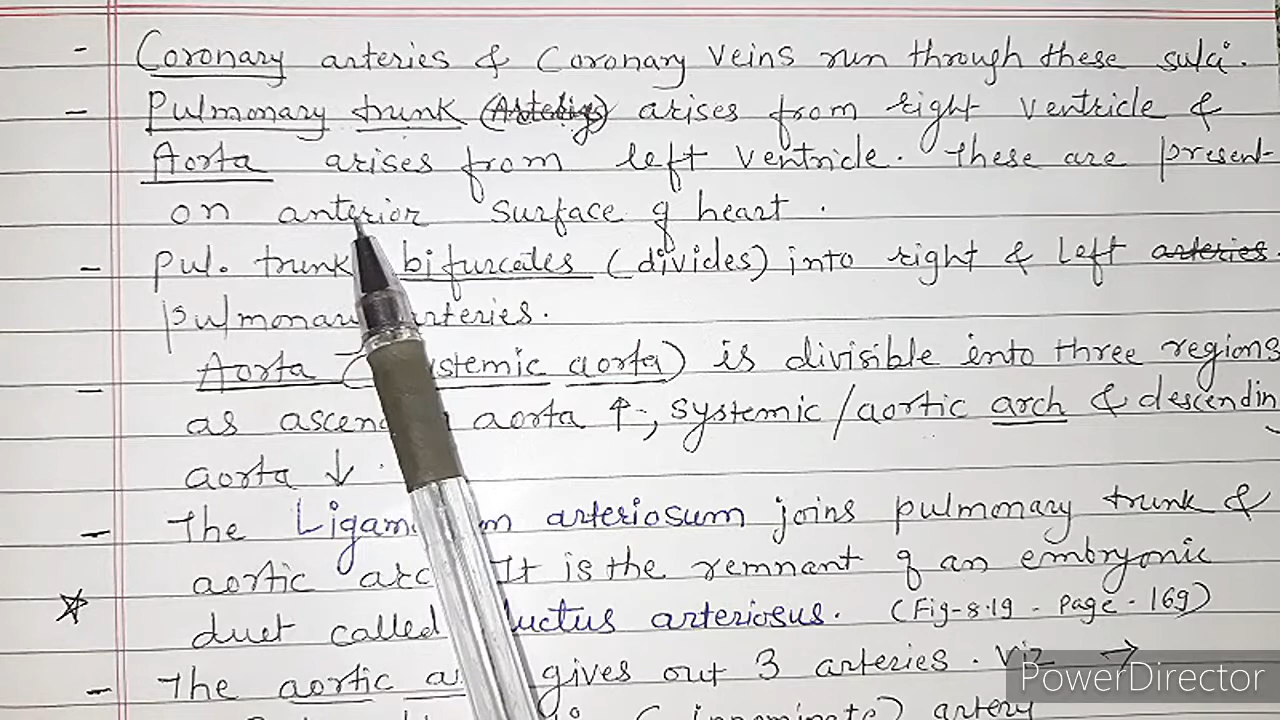 - Coronary arteries & Coronary veins run through these sulci.
- Pulmonary trunk arises from right ventricle &
Aorta arises from left ventricle. These are present
on anterior surface of heart.
- Pul. trunk bifurcates (divides) into right & left arteries.
pulmonary arteries.
- Aorta (systemic aorta) is divisible into three regions
as ascending aorta ↑, systemic/aortic arch & descendin
aorta ↓.
- The Ligamentum arteriosum joins pulmonary trunk &
aortic arch. It is the remnant of an embryonic
☆ duct called ductus arteriosus. (Fig-8.19 - Page - 169)
- The aortic arch gives out 3 arteries. Viz →
(innominate) artery
PowerDirector